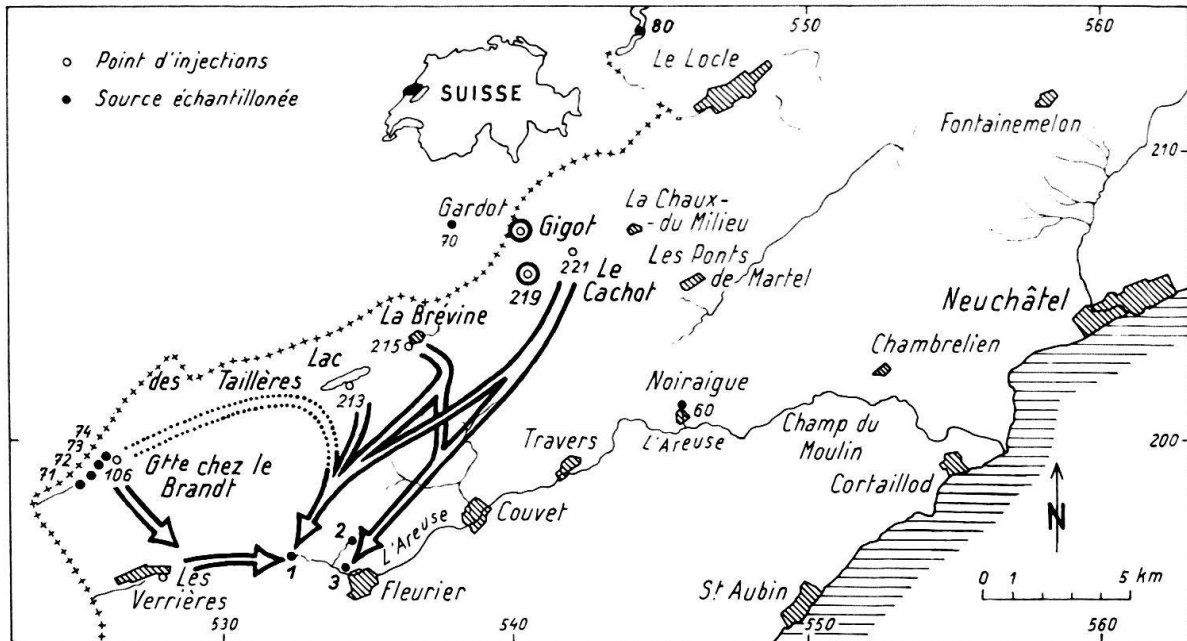 550
560
80
Le Locle
Point d'injections
Source échantillonée
SUISSE
Fontainemelon
210
Gardot
70
Gigot
La Chaux-
-du Milieu
221
Le
Cachot
219
Les Ponts
de Martel
Neuchâtel
La Brévine
215
Lac
des
Taillères
213
Chambrelien
Noiraigue
60
L'Areuse
Champ du
Moulin
200
Travers
74
73
72
71
106
Gtte chez le
Brandt
Cortaillod
N
Couvet
L'Areuse
2
1
3
Fleurier
Les
Verrières
St Aubin
0 1 5 km
530
540
550
560